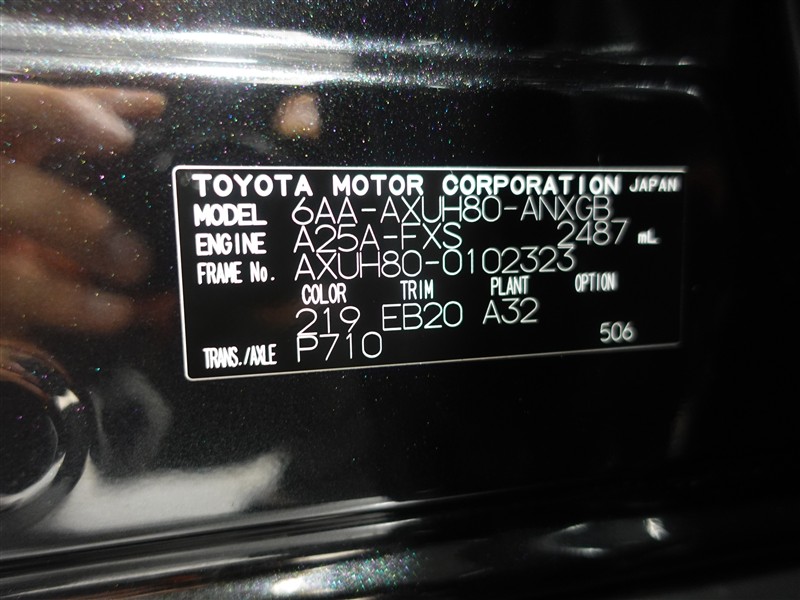 TOYOTA MOTOR CORPORATION JAPAN
MODEL 6AA-AXUH80-ANXGB
ENGINE A25A-FXS 2487 mL
FRAME No. AXUH80-0102323
COLOR TRIM PLANT OPTION
219 EB20 A32
TRANS./AXLE P710 506